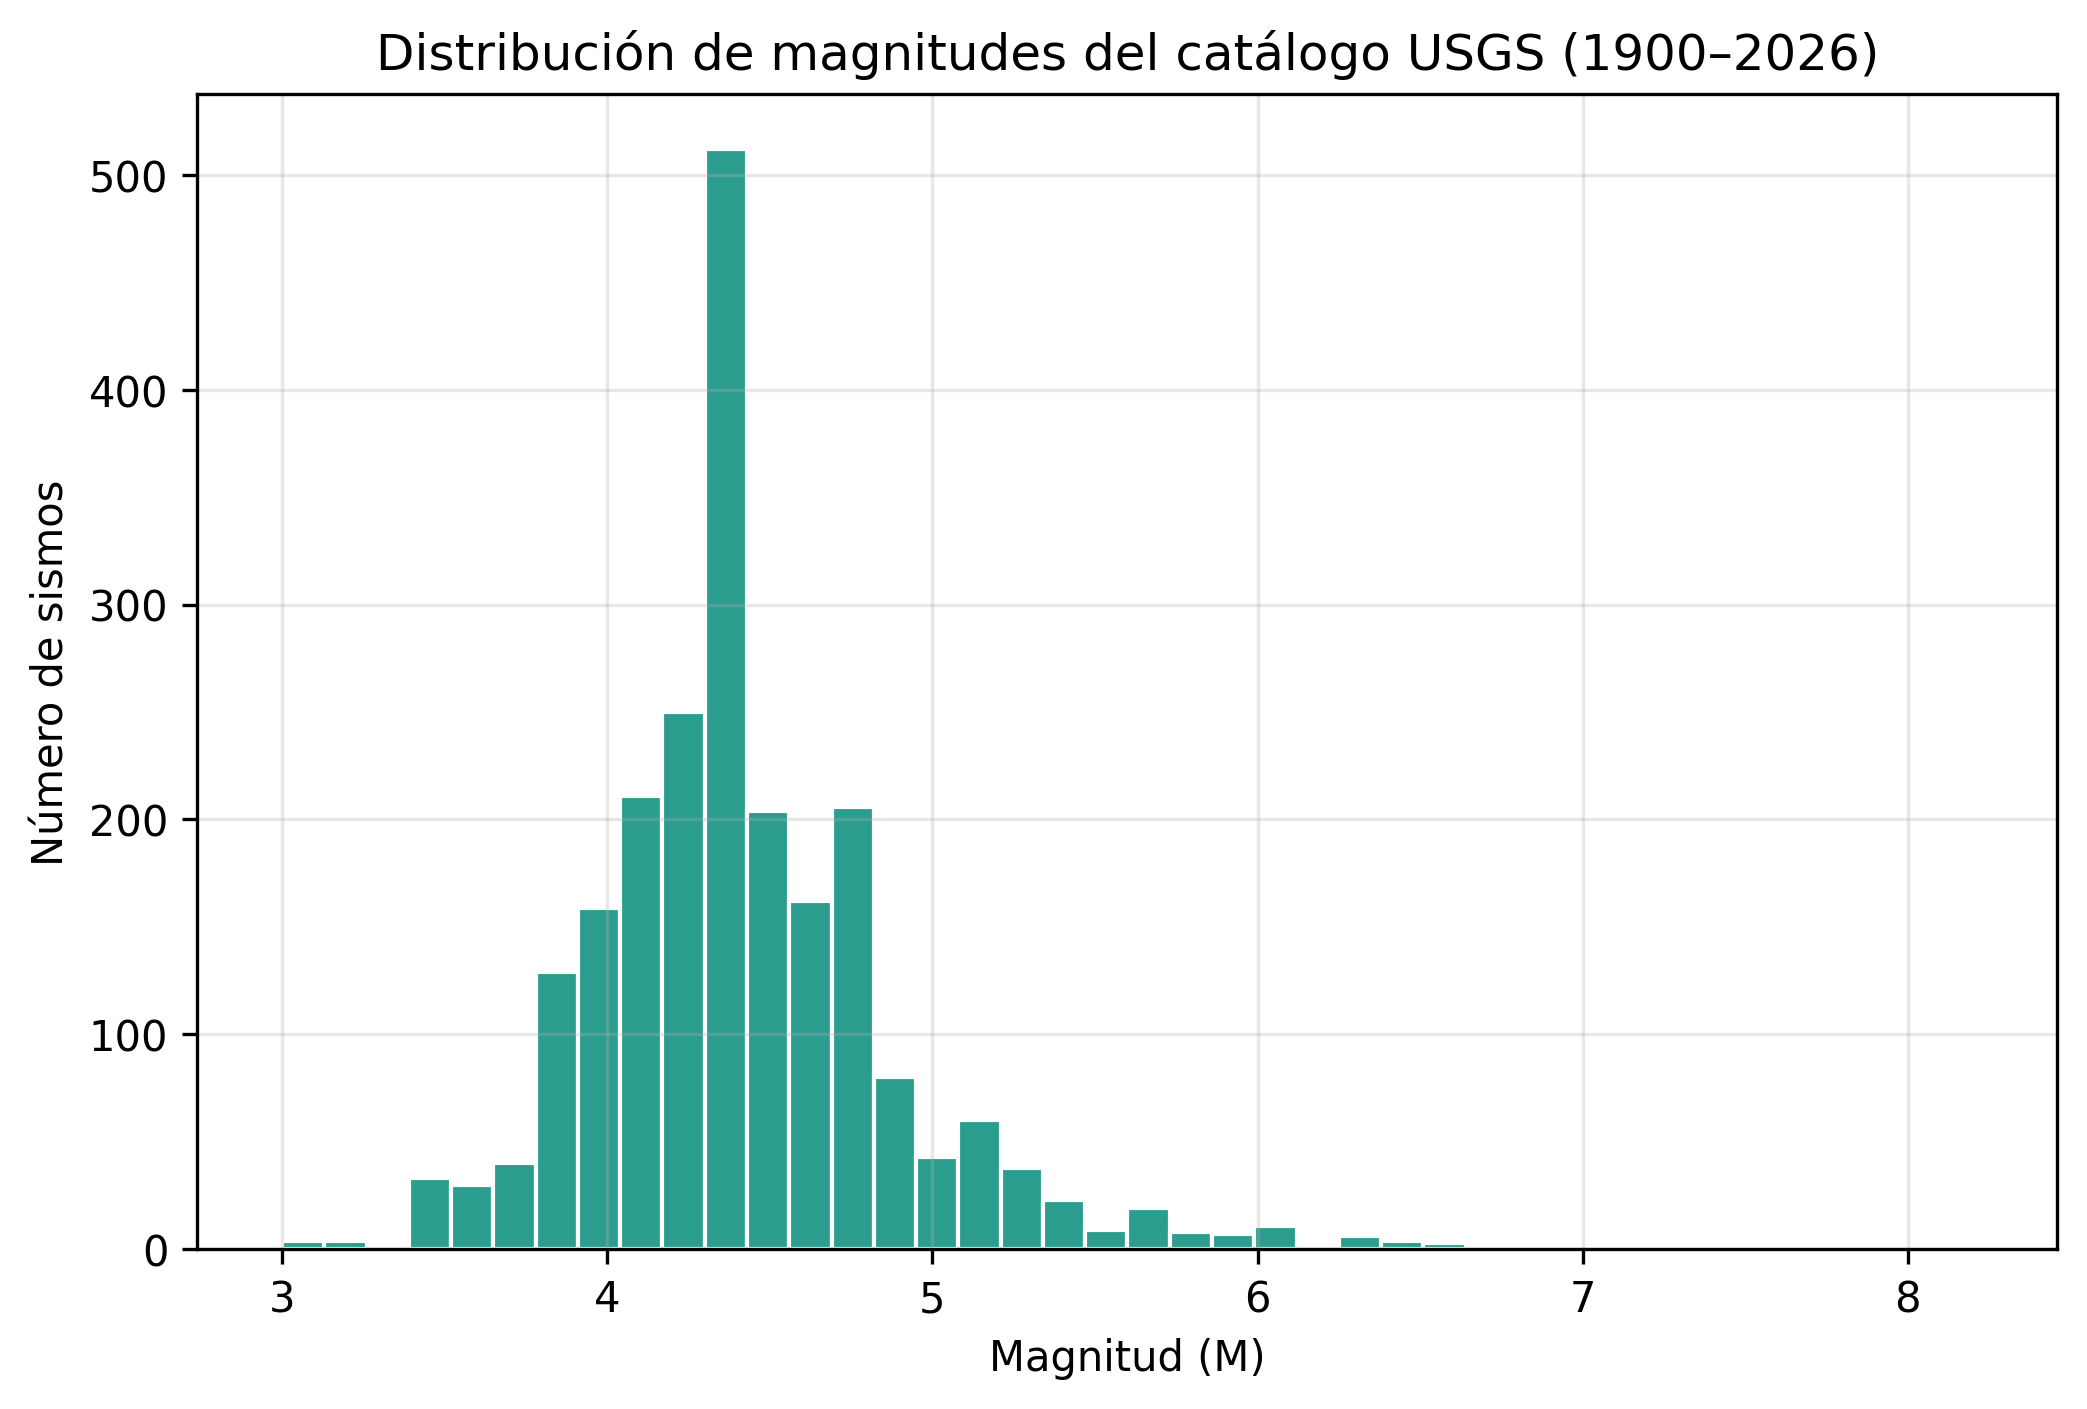 Distribución de magnitudes del catálogo USGS (1900–2026)
Número de sismos
500
400
300
200
100
0
3 4 5 6 7 8
Magnitud (M)